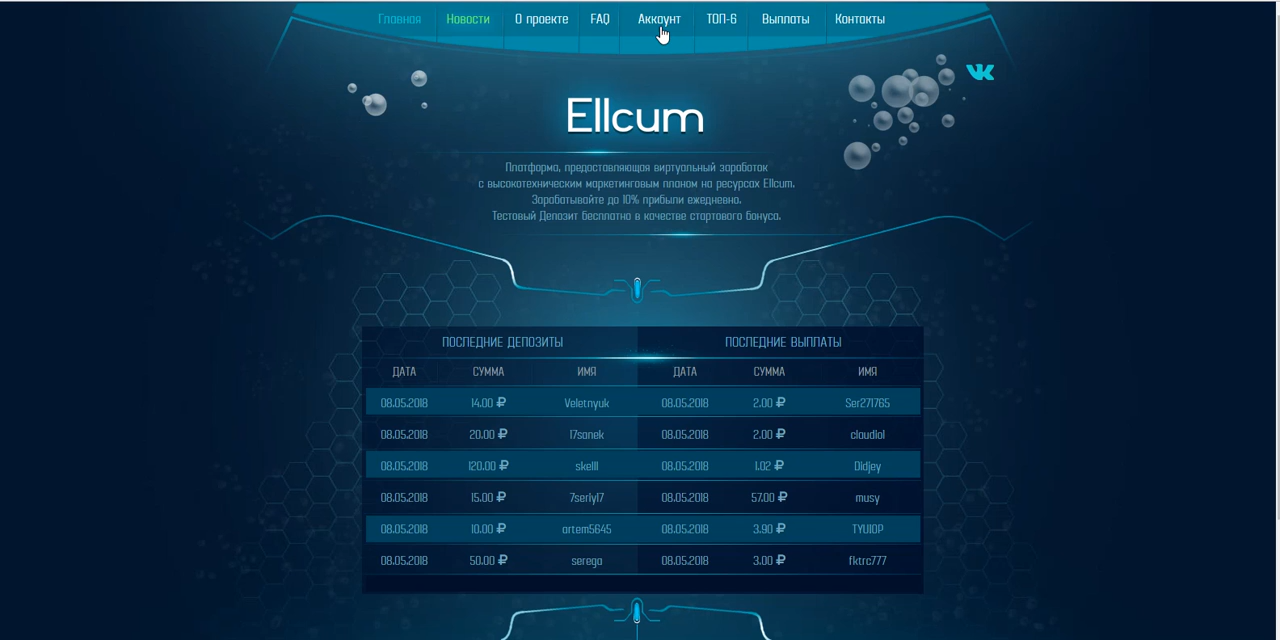 Главная Новости О проекте FAQ Аккаунт ТОП-6 Выплаты Контакты
Ellcum
Платформа, предоставляющая виртуальный заработок
с высокотехническим маркетинговым планом на ресурсах Ellcum.
Зарабатывайте до 10% прибыли ежедневно.
Тестовый Депозит бесплатно в качестве стартового бонуса.
ПОСЛЕДНИЕ ДЕПОЗИТЫ ПОСЛЕДНИЕ ВЫПЛАТЫ
ДАТА СУММА ИМЯ ДАТА СУММА ИМЯ
08.05.2018 14.00 ₽ Veletnyuk 08.05.2018 2.00 ₽ Ser271765
08.05.2018 20.00 ₽ 17sanek 08.05.2018 2.00 ₽ claudiol
08.05.2018 120.00 ₽ skelll 08.05.2018 1.02 ₽ Didjey
08.05.2018 15.00 ₽ 7seriy17 08.05.2018 57.00 ₽ musy
08.05.2018 10.00 ₽ artem5645 08.05.2018 3.90 ₽ TYUIOP
08.05.2018 50.00 ₽ serega 08.05.2018 3.00 ₽ fktrc777